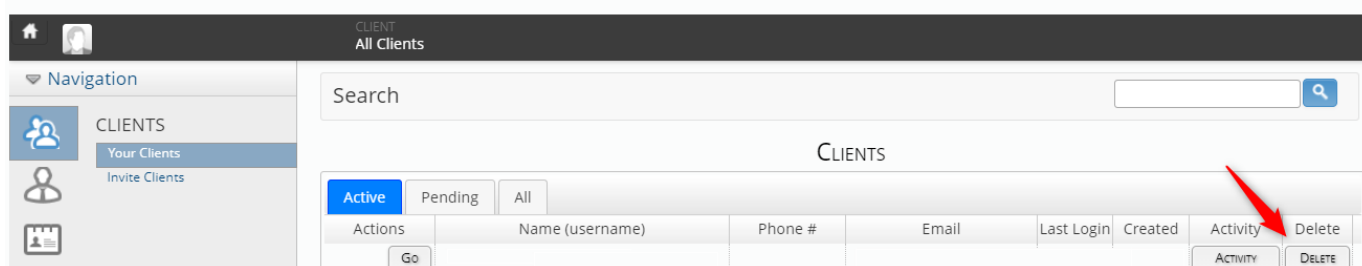 CLIENT
All Clients
Navigation
Search
CLIENTS
Your Clients
Invite Clients
Clients
Active Pending All
Actions Name (username) Phone # Email Last Login Created Activity Delete
Go Activity Delete